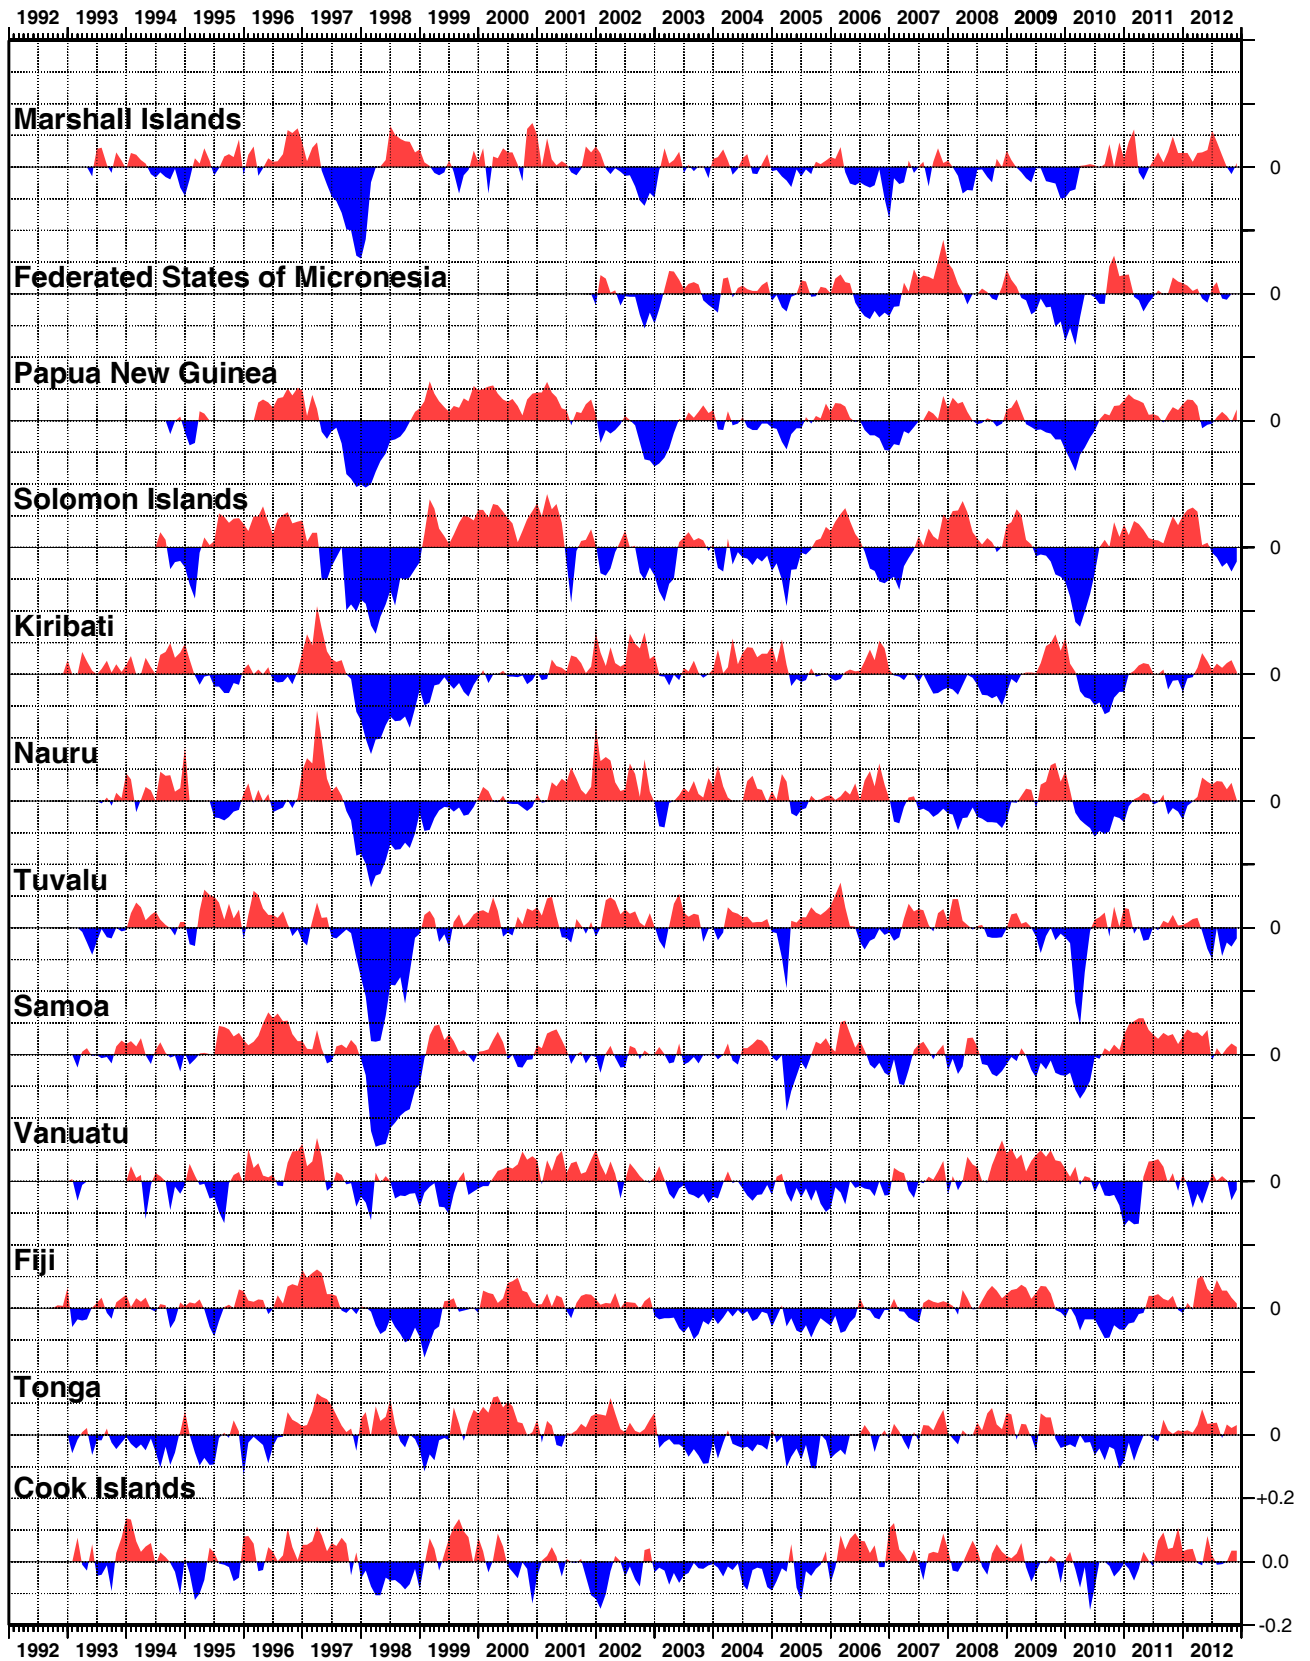 1992 1993 1994 1995 1996 1997 1998 1999 2000 2001 2002 2003 2004 2005 2006 2007 2008 2009 2010 2011 2012
Marshall Islands
0
Federated States of Micronesia
0
Papua New Guinea
0
Solomon Islands
0
Kiribati
0
Nauru
0
Tuvalu
0
Samoa
0
Vanuatu
0
Fiji
0
Tonga
0
Cook Islands
+0.2
0.0
-0.2
1992 1993 1994 1995 1996 1997 1998 1999 2000 2001 2002 2003 2004 2005 2006 2007 2008 2009 2010 2011 2012